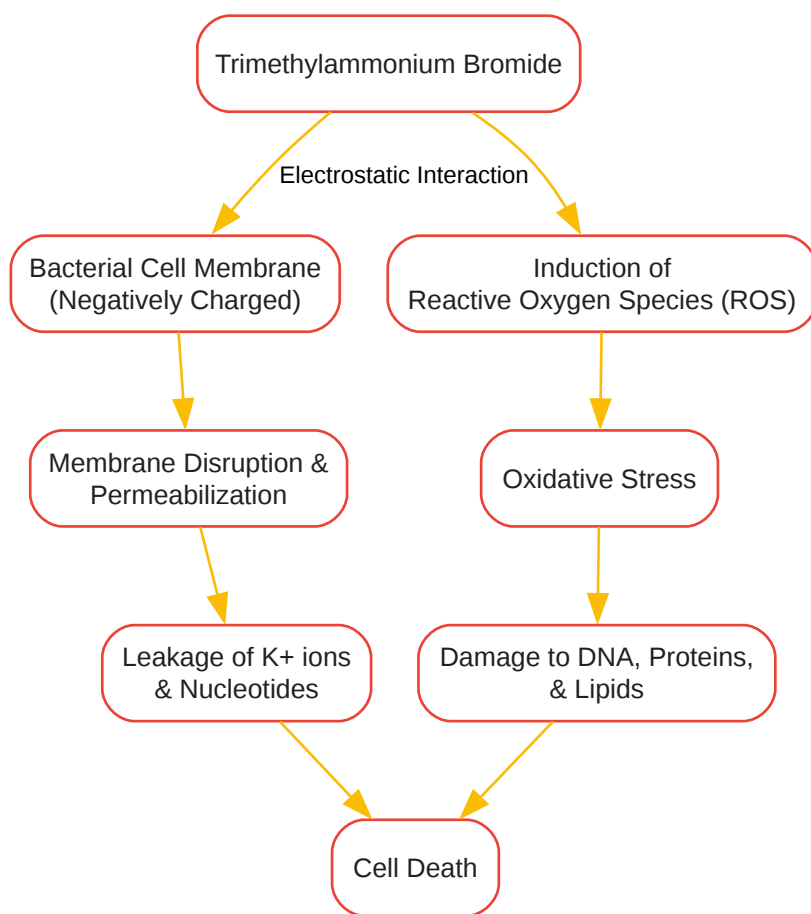 Trimethylammonium Bromide
Electrostatic Interaction
Bacterial Cell Membrane
(Negatively Charged)
Induction of
Reactive Oxygen Species (ROS)
Membrane Disruption &
Permeabilization
Oxidative Stress
Leakage of K+ ions
& Nucleotides
Damage to DNA, Proteins,
& Lipids
Cell Death